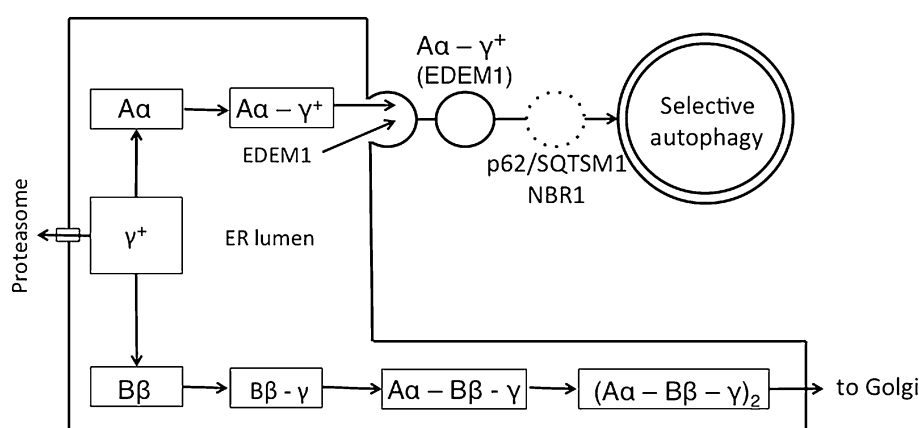 Aα – γ⁺
(EDEM1)
Aα
Aα – γ⁺
Selective
autophagy
EDEM1
p62/SQTSM1
NBR1
Proteasome
γ⁺
ER lumen
Bβ
Bβ - γ
Aα – Bβ - γ
(Aα – Bβ – γ)₂
to Golgi